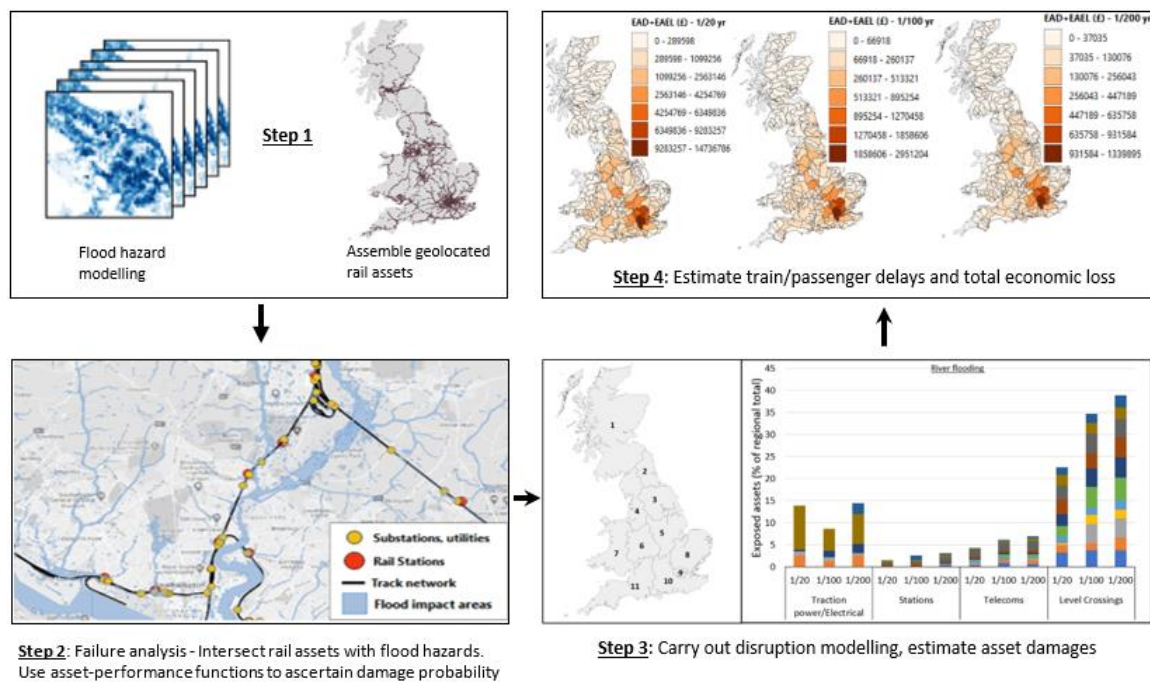 Step 1
Flood hazard
modelling
Assemble geolocated
rail assets
EAD+EAEL (£) - 1/20 yr
0 - 289598
289598 - 1099256
1099256 - 2563146
2563146 - 4254769
4254769 - 6349836
6349836 - 9283257
9283257 - 14736786
EAD+EAEL (£) - 1/100 yr
0 - 66918
66918 - 260137
260137 - 513321
513321 - 895254
895254 - 1270458
1270458 - 1858606
1858606 - 2951204
EAD+EAEL (£) - 1/200 yr
0 - 37035
37035 - 130076
130076 - 256043
256043 - 447189
447189 - 635758
635758 - 931584
931584 - 1339895
Step 4: Estimate train/passenger delays and total economic loss
Substations, utilities
Rail Stations
Track network
Flood impact areas
Step 2: Failure analysis - Intersect rail assets with flood hazards.
Use asset-performance functions to ascertain damage probability
1
2
3
4
5
6
7
8
9
10
11
River flooding
Exposed assets (% of regional total)
45
40
35
30
25
20
15
10
5
0
1/20 1/100 1/200 1/20 1/100 1/200 1/20 1/100 1/200 1/20 1/100 1/200
Traction Stations Telecoms Level Crossings
power/Electrical
Step 3: Carry out disruption modelling, estimate asset damages